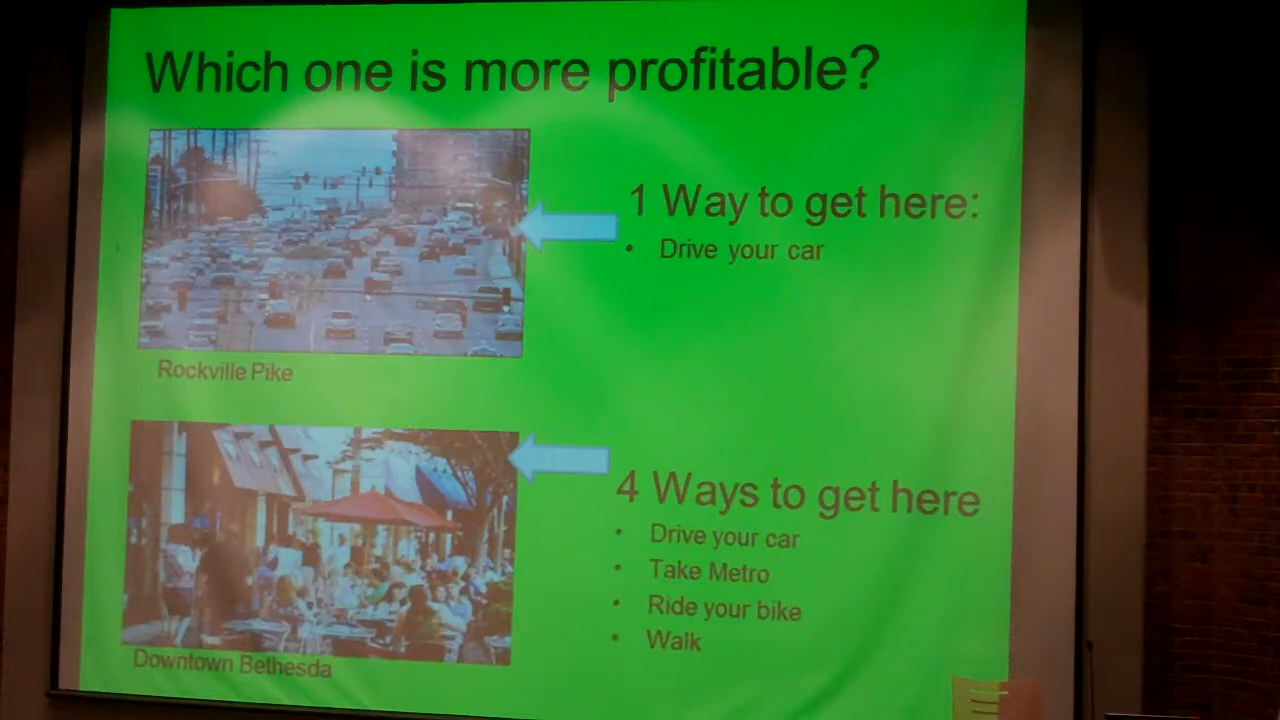 Which one is more profitable?
1 Way to get here:
• Drive your car
Rockville Pike
4 Ways to get here
• Drive your car
• Take Metro
• Ride your bike
• Walk
Downtown Bethesda